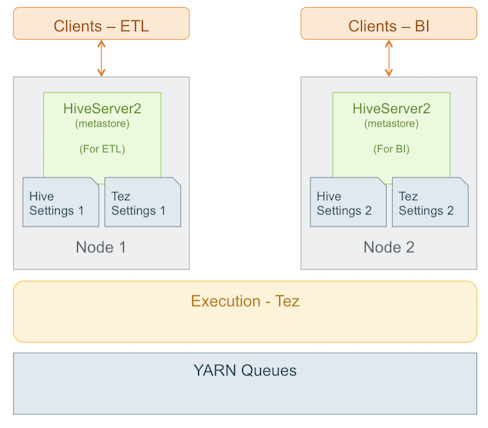 Clients – ETL
Clients – BI
HiveServer2
(metastore)
(For ETL)
Hive
Settings 1
Tez
Settings 1
Node 1
HiveServer2
(metastore)
(For BI)
Hive
Settings 2
Tez
Settings 2
Node 2
Execution - Tez
YARN Queues